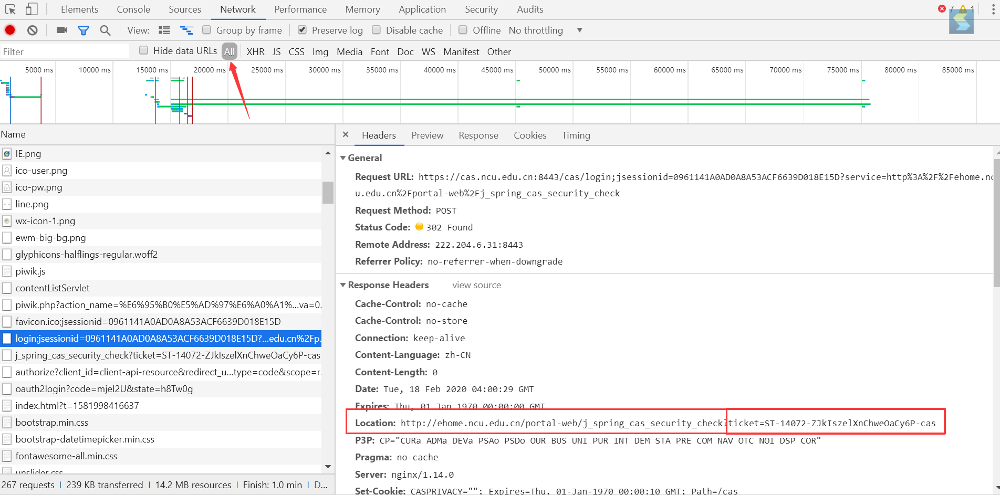 Elements Console Sources Network Performance Memory Application Security Audits 7 1
View: Group by frame Preserve log Disable cache Offline No throttling
Filter Hide data URLs All XHR JS CSS Img Media Font Doc WS Manifest Other
5000 ms 10000 ms 15000 ms 20000 ms 25000 ms 30000 ms 35000 ms 40000 ms 45000 ms 50000 ms 55000 ms 60000 ms 65000 ms 70000 ms 75000 ms 80000 ms 85000 ms
Name
IE.png
ico-user.png
ico-pw.png
line.png
wx-icon-1.png
ewm-big-bg.png
glyphicons-halflings-regular.woff2
piwik.js
contentListServlet
piwik.php?action_name=%E6%95%B0%E5%AD%97%E6%A0%A1%...va=0.
favicon.ico;jsessionid=0961141A0AD0A8A53ACF6639D018E15D
login;jsessionid=0961141A0AD0A8A53ACF6639D018E15D?...edu.cn%2Fp.
j_spring_cas_security_check?ticket=ST-14072-ZJkIszelXnChweOaCy6P-cas
authorize?client_id=client-api-resource&redirect_u...type=code&scope=r.
oauth2login?code=mjeI2U&state=h8Tw0g
index.html?t=1581998416637
bootstrap.min.css
bootstrap-datetimepicker.min.css
fontawesome-all.min.css
unslider.css
267 requests 239 KB transferred 14.2 MB resources Finish: 1.0 min D...
Headers Preview Response Cookies Timing
General
Request URL: https://cas.ncu.edu.cn:8443/cas/login;jsessionid=0961141A0AD0A8A53ACF6639D018E15D?service=http%3A%2F%2Fehome.nc
u.edu.cn%2Fportal-web%2Fj_spring_cas_security_check
Request Method: POST
Status Code: 302 Found
Remote Address: 222.204.6.31:8443
Referrer Policy: no-referrer-when-downgrade
Response Headers view source
Cache-Control: no-cache
Cache-Control: no-store
Connection: keep-alive
Content-Language: zh-CN
Content-Length: 0
Date: Tue, 18 Feb 2020 04:00:29 GMT
Expires: Thu, 01 Jan 1970 00:00:00 GMT
Location: http://ehome.ncu.edu.cn/portal-web/j_spring_cas_security_check?ticket=ST-14072-ZJkIszelXnChweOaCy6P-cas
P3P: CP="CURa ADMa DEVa PSAo PSDo OUR BUS UNI PUR INT DEM STA PRE COM NAV OTC NOI DSP COR"
Pragma: no-cache
Server: nginx/1.14.0
Set-Cookie: CASPRIVACY=""; Expires=Thu, 01-Jan-1970 00:00:10 GMT; Path=/cas